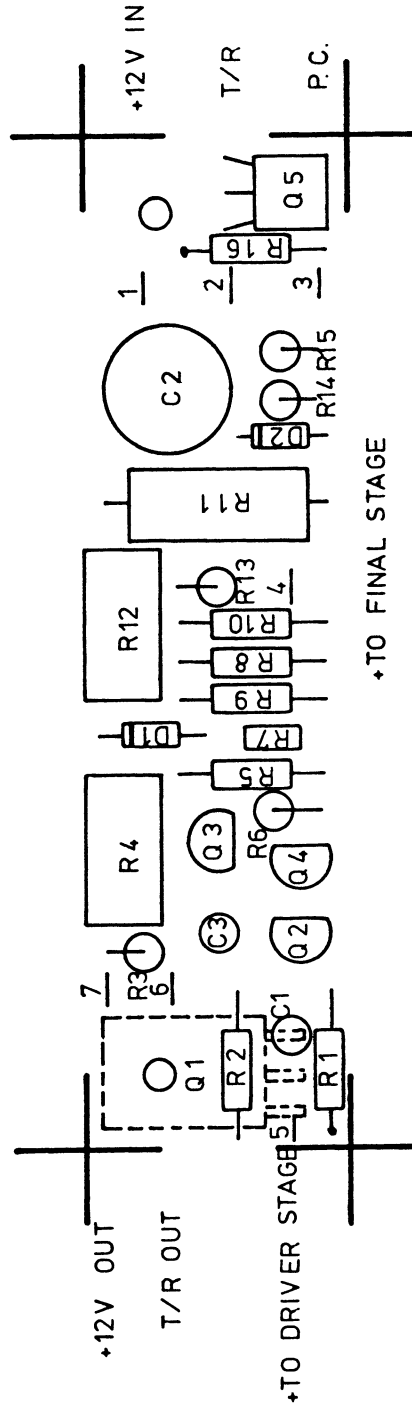 +12V IN
T/R
P.C.
Q5
R16
1
2
3
C2
R15
R14
D2
R11
+TO FINAL STAGE
R12
R13
4
R10
R8
R9
D1
R7
R5
R4
Q3
R6
Q4
C3
Q2
7
R3
6
C1
Q1
R2
R1
5
+12V OUT
T/R OUT
+TO DRIVER STAGE